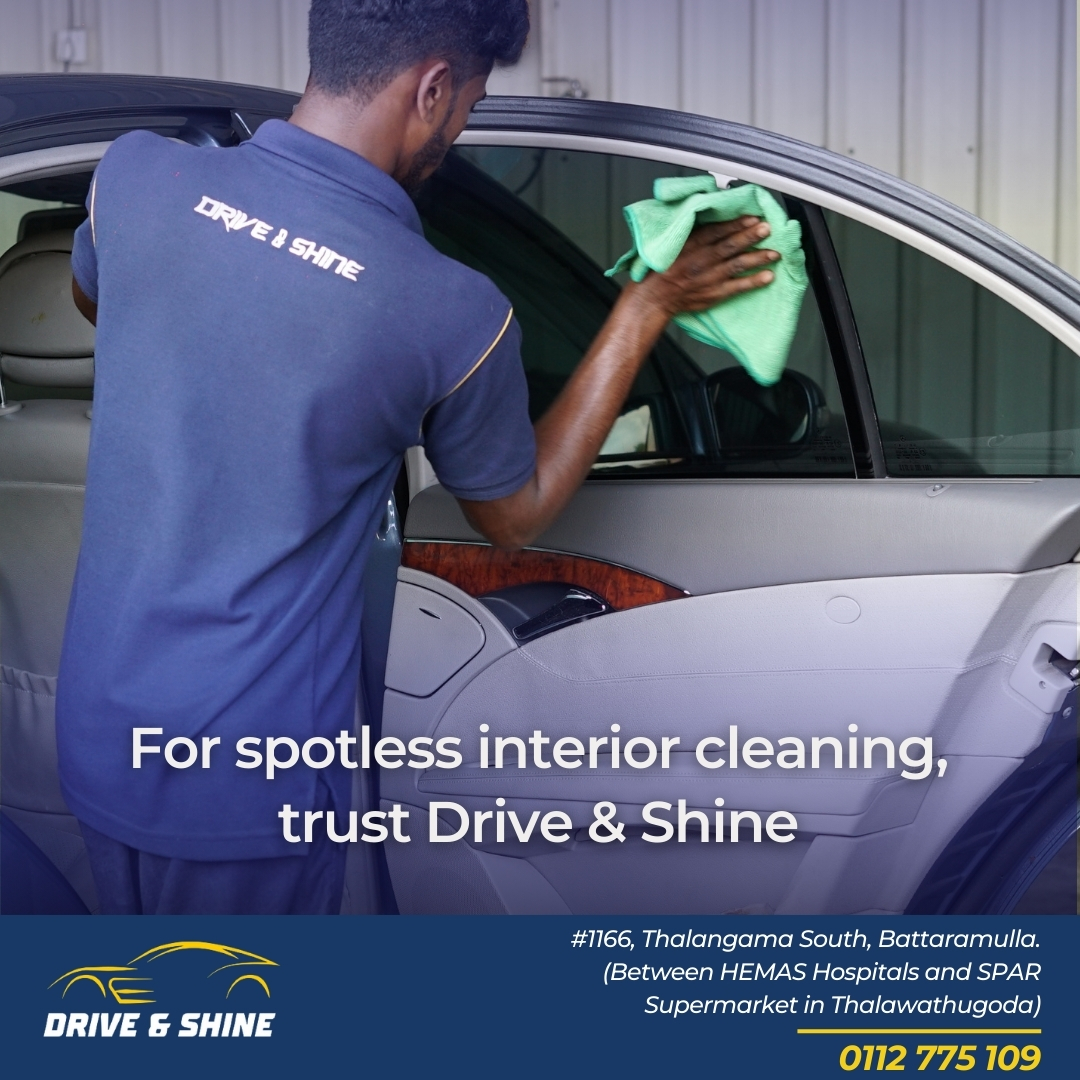 DRIVE & SHINE
For spotless interior cleaning,
trust Drive & Shine
DRIVE & SHINE
#1166, Thalangama South, Battaramulla.
(Between HEMAS Hospitals and SPAR
Supermarket in Thalawathugoda)
0112 775 109